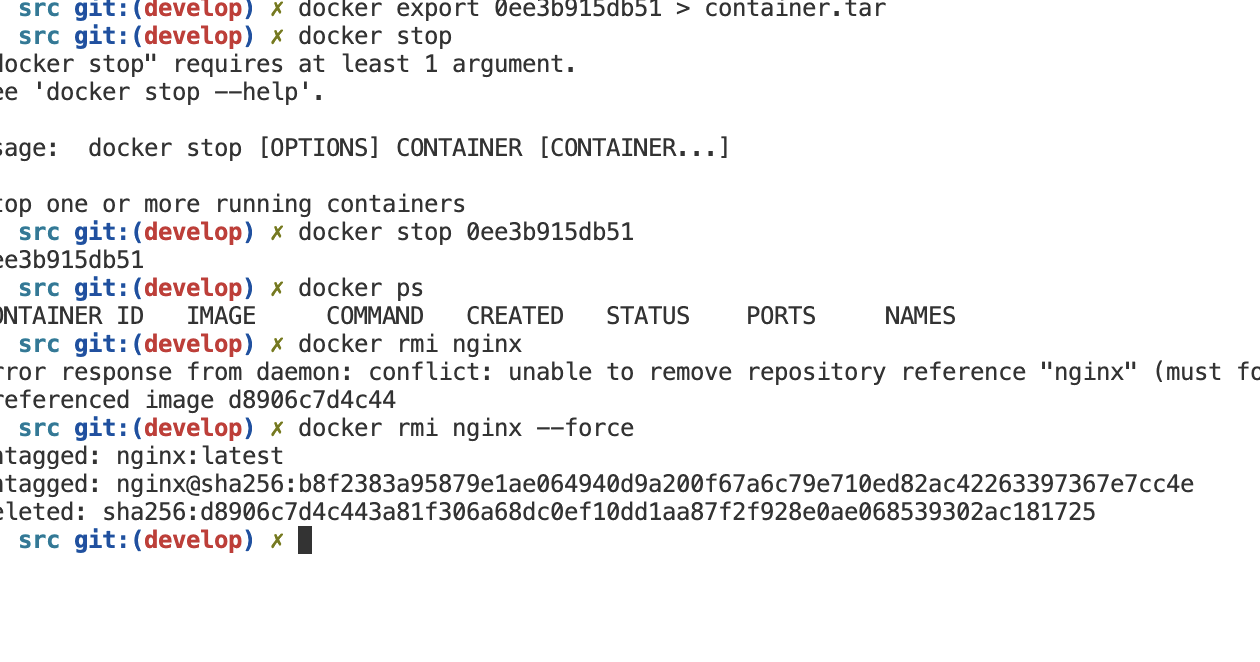 src git:(develop) ✗ docker export 0ee3b915db51 > container.tar
src git:(develop) ✗ docker stop
docker stop" requires at least 1 argument.
ee 'docker stop --help'.
sage:  docker stop [OPTIONS] CONTAINER [CONTAINER...]
top one or more running containers
src git:(develop) ✗ docker stop 0ee3b915db51
ee3b915db51
src git:(develop) ✗ docker ps
ONTAINER ID   IMAGE     COMMAND   CREATED   STATUS    PORTS     NAMES
src git:(develop) ✗ docker rmi nginx
rror response from daemon: conflict: unable to remove repository reference "nginx" (must fo
referenced image d8906c7d4c44
src git:(develop) ✗ docker rmi nginx --force
ntagged: nginx:latest
ntagged: nginx@sha256:b8f2383a95879e1ae064940d9a200f67a6c79e710ed82ac42263397367e7cc4e
eleted: sha256:d8906c7d4c443a81f306a68dc0ef10dd1aa87f2f928e0ae068539302ac181725
src git:(develop) ✗